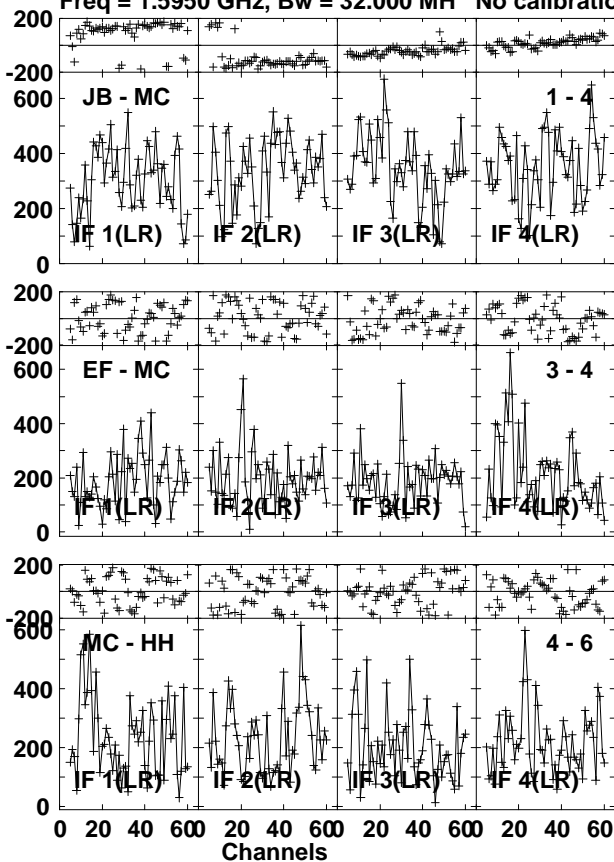 Freq = 1.5950 GHz, Bw = 32.000 MH No calibratio
200
-200
600
400
200
0
JB - MC
1 - 4
IF 1(LR)
IF 2(LR)
IF 3(LR)
IF 4(LR)
200
-200
600
400
200
0
EF - MC
3 - 4
IF 1(LR)
IF 2(LR)
IF 3(LR)
IF 4(LR)
200
-200
600
400
200
0
MC - HH
4 - 6
IF 1(LR)
IF 2(LR)
IF 3(LR)
IF 4(LR)
0 20 40 60 0 20 40 60 0 20 40 60 0 20 40 60
Channels